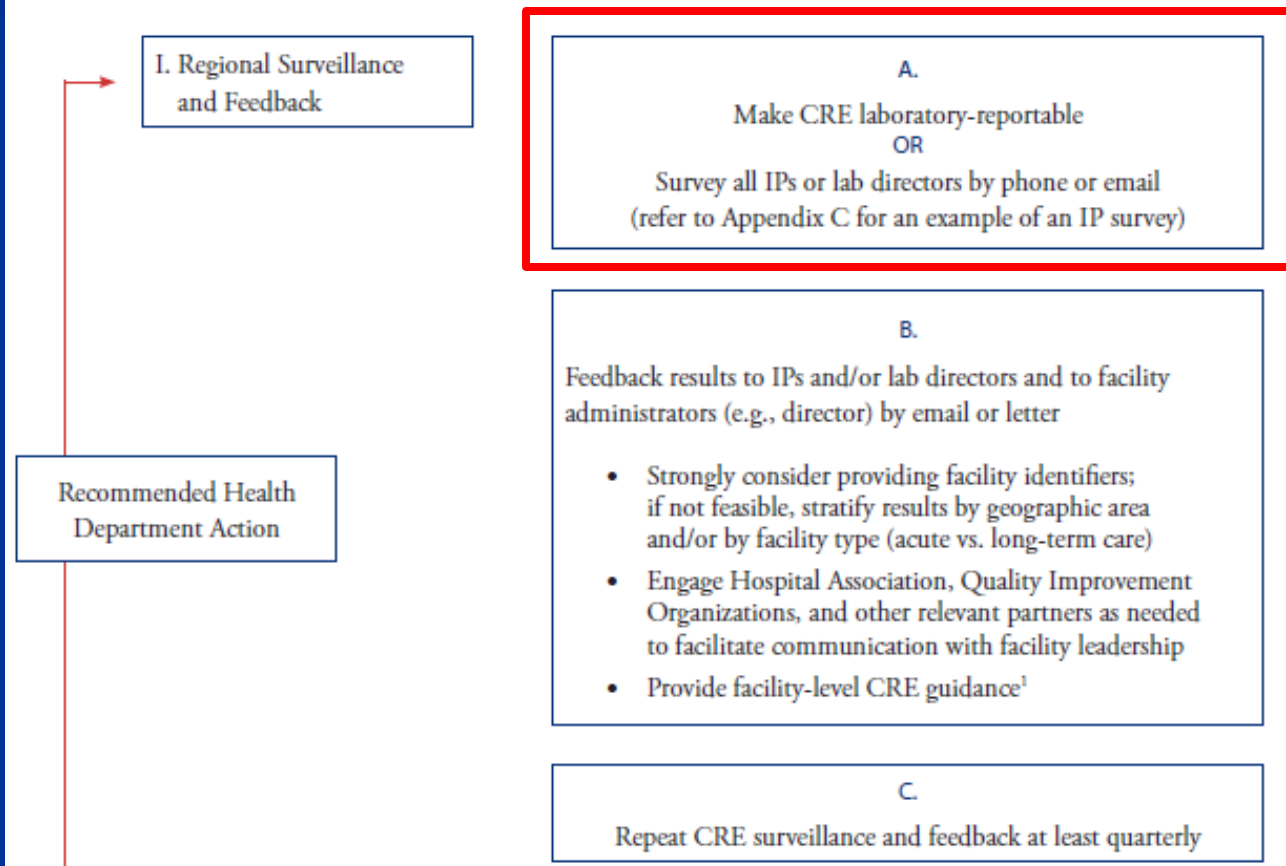 I. Regional Surveillance
and Feedback
A.
Make CRE laboratory-reportable
OR
Survey all IPs or lab directors by phone or email
(refer to Appendix C for an example of an IP survey)
B.
Feedback results to IPs and/or lab directors and to facility
administrators (e.g., director) by email or letter
• Strongly consider providing facility identifiers;
if not feasible, stratify results by geographic area
and/or by facility type (acute vs. long-term care)
• Engage Hospital Association, Quality Improvement
Organizations, and other relevant partners as needed
to facilitate communication with facility leadership
• Provide facility-level CRE guidance¹
Recommended Health
Department Action
C.
Repeat CRE surveillance and feedback at least quarterly